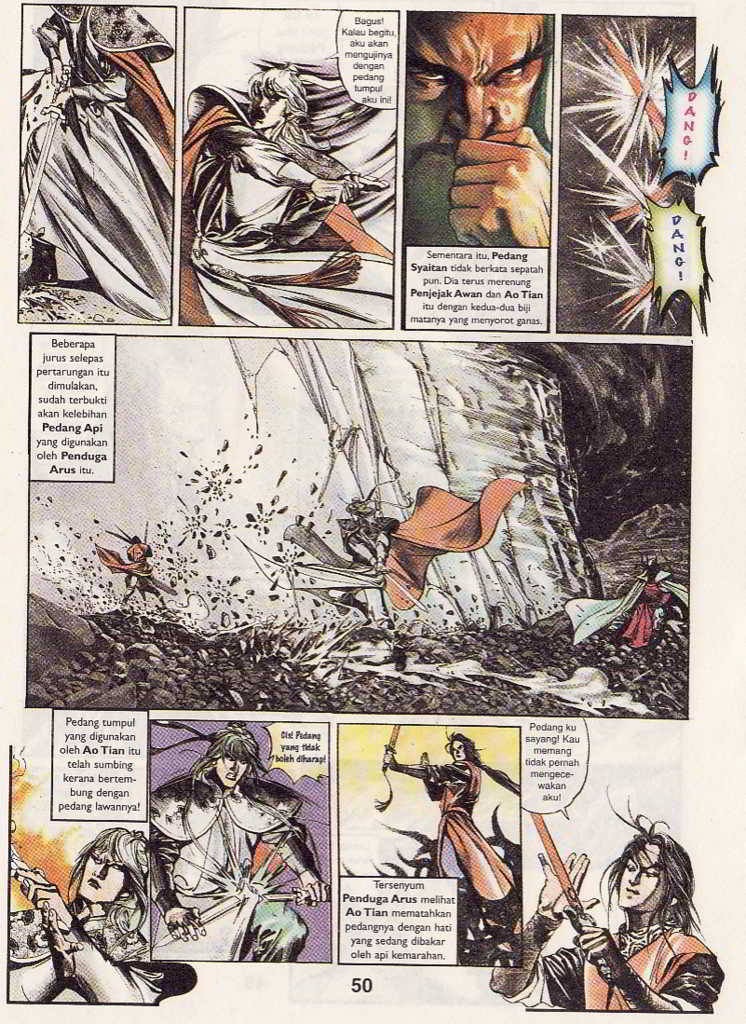 Bagus!
Kalau begitu,
aku akan
mengujinya
dengan
pedang
tumpul
aku ini!
Sementara itu, Pedang
Syaitan tidak berkata sepatah
pun. Dia terus merenung
Penjejak Awan dan Ao Tian
itu dengan kedua-dua biji
matanya yang menyorot ganas.
DANG!
DANG!
Beberapa
jurus selepas
pertarungan itu
dimulakan,
sudah terbukti
akan kelebihan
Pedang Api
yang digunakan
oleh Penduga
Arus itu.
Pedang tumpul
yang digunakan
oleh Ao Tian itu
telah sumbing
kerana bertem-
bung dengan
pedang lawannya!
Cis! Pedang
yang tidak
boleh diharap!
Tersenyum
Penduga Arus melihat
Ao Tian mematahkan
pedangnya dengan hati
yang sedang dibakar
oleh api kemarahan.
Pedang ku
sayang! Kau
memang
tidak pernah
mengece-
wakan
aku!
50